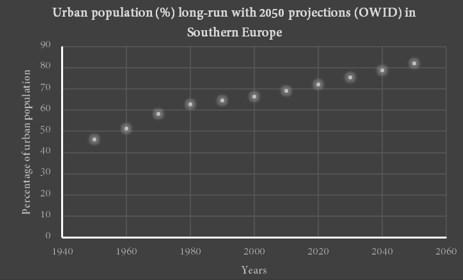 Urban population (%) long-run with 2050 projections (OWID) in
Southern Europe
Percentage of urban population
90
80
70
60
50
40
30
20
10
0
1940 1960 1980 2000 2020 2040 2060
Years